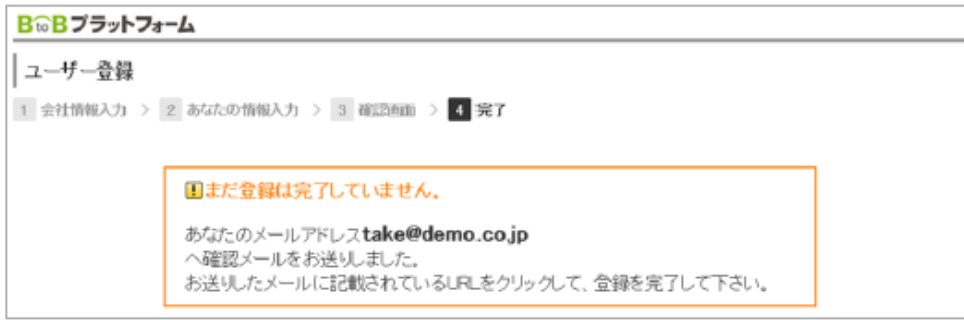 BtoBプラットフォーム
ユーザー登録
1 会社情報入力 > 2 あなたの情報入力 > 3 確認画面 > 4 完了
!まだ登録は完了していません。
あなたのメールアドレスtake@demo.co.jp
へ確認メールをお送りしました。
お送りしたメールに記載されているURLをクリックして、登録を完了して下さい。